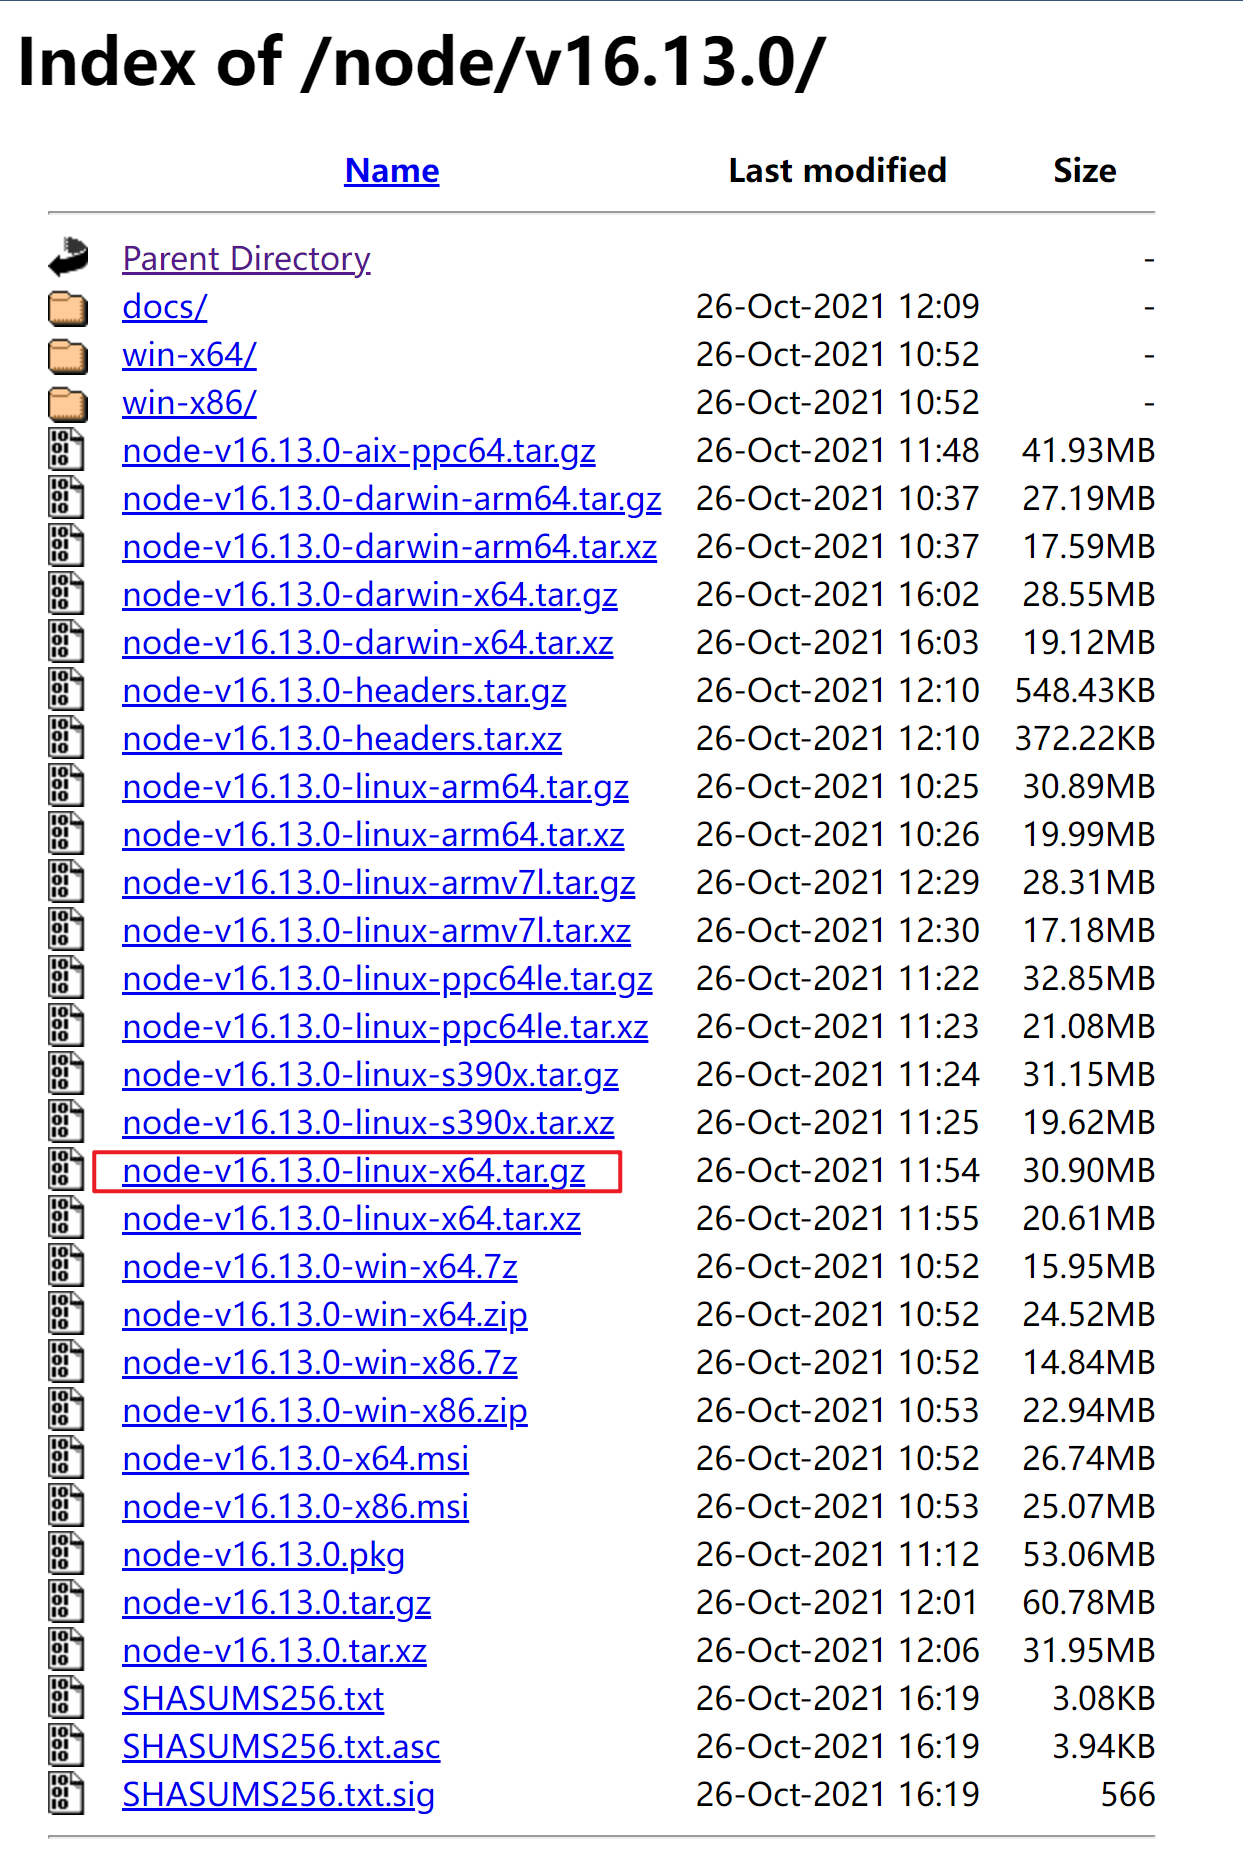 Index of /node/v16.13.0/
Name Last modified Size
Parent Directory -
docs/ 26-Oct-2021 12:09 -
win-x64/ 26-Oct-2021 10:52 -
win-x86/ 26-Oct-2021 10:52 -
node-v16.13.0-aix-ppc64.tar.gz 26-Oct-2021 11:48 41.93MB
node-v16.13.0-darwin-arm64.tar.gz 26-Oct-2021 10:37 27.19MB
node-v16.13.0-darwin-arm64.tar.xz 26-Oct-2021 10:37 17.59MB
node-v16.13.0-darwin-x64.tar.gz 26-Oct-2021 16:02 28.55MB
node-v16.13.0-darwin-x64.tar.xz 26-Oct-2021 16:03 19.12MB
node-v16.13.0-headers.tar.gz 26-Oct-2021 12:10 548.43KB
node-v16.13.0-headers.tar.xz 26-Oct-2021 12:10 372.22KB
node-v16.13.0-linux-arm64.tar.gz 26-Oct-2021 10:25 30.89MB
node-v16.13.0-linux-arm64.tar.xz 26-Oct-2021 10:26 19.99MB
node-v16.13.0-linux-armv7l.tar.gz 26-Oct-2021 12:29 28.31MB
node-v16.13.0-linux-armv7l.tar.xz 26-Oct-2021 12:30 17.18MB
node-v16.13.0-linux-ppc64le.tar.gz 26-Oct-2021 11:22 32.85MB
node-v16.13.0-linux-ppc64le.tar.xz 26-Oct-2021 11:23 21.08MB
node-v16.13.0-linux-s390x.tar.gz 26-Oct-2021 11:24 31.15MB
node-v16.13.0-linux-s390x.tar.xz 26-Oct-2021 11:25 19.62MB
node-v16.13.0-linux-x64.tar.gz 26-Oct-2021 11:54 30.90MB
node-v16.13.0-linux-x64.tar.xz 26-Oct-2021 11:55 20.61MB
node-v16.13.0-win-x64.7z 26-Oct-2021 10:52 15.95MB
node-v16.13.0-win-x64.zip 26-Oct-2021 10:52 24.52MB
node-v16.13.0-win-x86.7z 26-Oct-2021 10:52 14.84MB
node-v16.13.0-win-x86.zip 26-Oct-2021 10:53 22.94MB
node-v16.13.0-x64.msi 26-Oct-2021 10:52 26.74MB
node-v16.13.0-x86.msi 26-Oct-2021 10:53 25.07MB
node-v16.13.0.pkg 26-Oct-2021 11:12 53.06MB
node-v16.13.0.tar.gz 26-Oct-2021 12:01 60.78MB
node-v16.13.0.tar.xz 26-Oct-2021 12:06 31.95MB
SHASUMS256.txt 26-Oct-2021 16:19 3.08KB
SHASUMS256.txt.asc 26-Oct-2021 16:19 3.94KB
SHASUMS256.txt.sig 26-Oct-2021 16:19 566